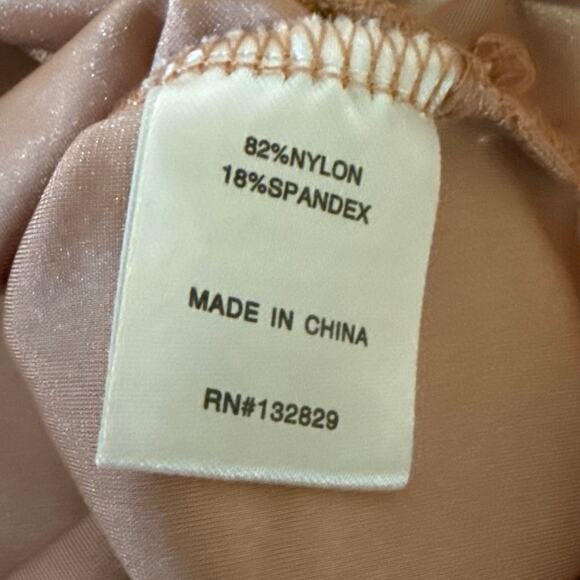 82%NYLON
18%SPANDEX
MADE IN CHINA
RN#132829